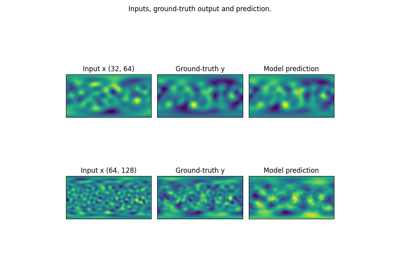 Inputs, ground-truth output and prediction.
Input x (32, 64)
Ground-truth y
Model prediction
Input x (64, 128)
Ground-truth y
Model prediction